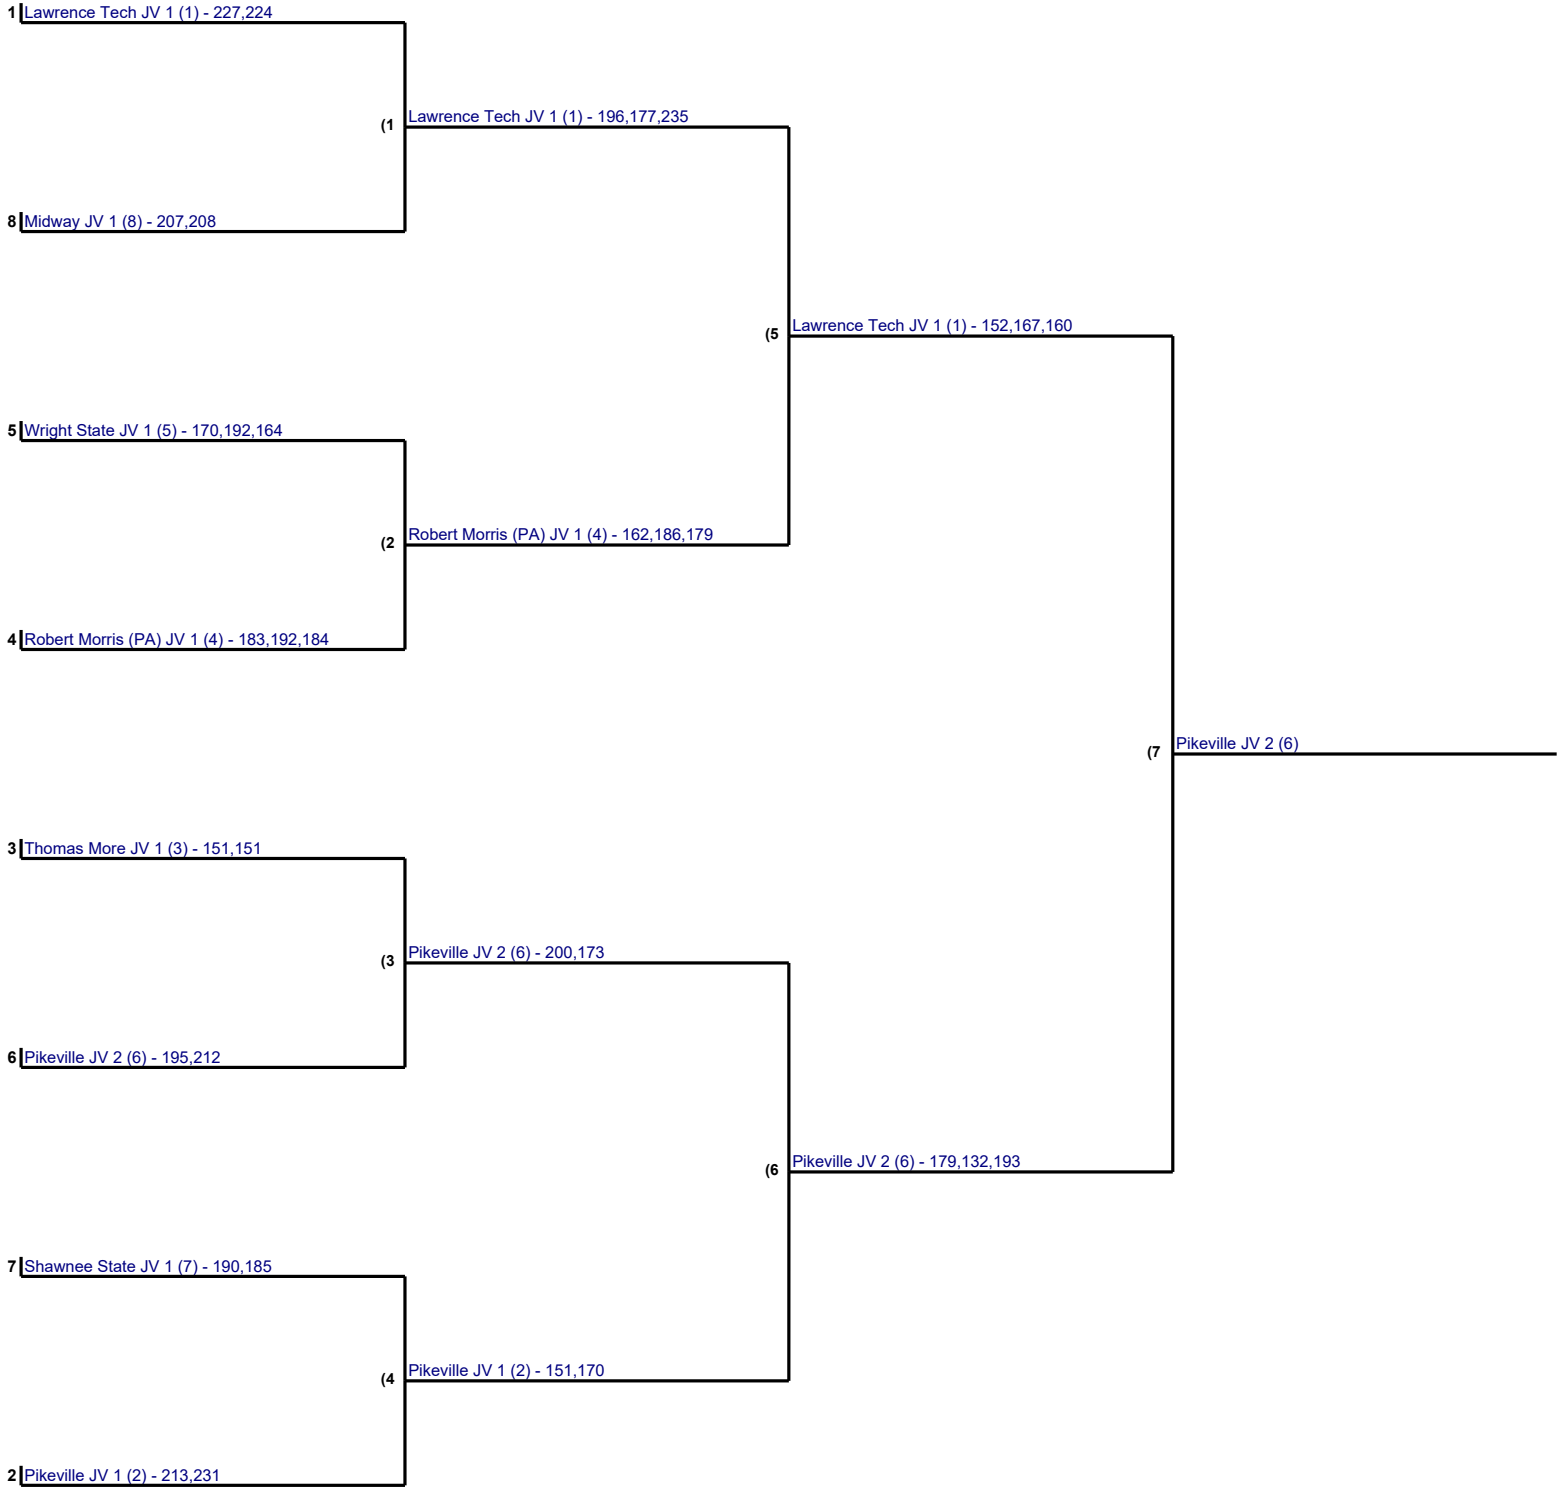 1 Lawrence Tech JV 1 (1) - 227,224
(1 Lawrence Tech JV 1 (1) - 196,177,235
8 Midway JV 1 (8) - 207,208
(5 Lawrence Tech JV 1 (1) - 152,167,160
5 Wright State JV 1 (5) - 170,192,164
(2 Robert Morris (PA) JV 1 (4) - 162,186,179
4 Robert Morris (PA) JV 1 (4) - 183,192,184
(7 Pikeville JV 2 (6)
3 Thomas More JV 1 (3) - 151,151
(3 Pikeville JV 2 (6) - 200,173
6 Pikeville JV 2 (6) - 195,212
(6 Pikeville JV 2 (6) - 179,132,193
7 Shawnee State JV 1 (7) - 190,185
(4 Pikeville JV 1 (2) - 151,170
2 Pikeville JV 1 (2) - 213,231